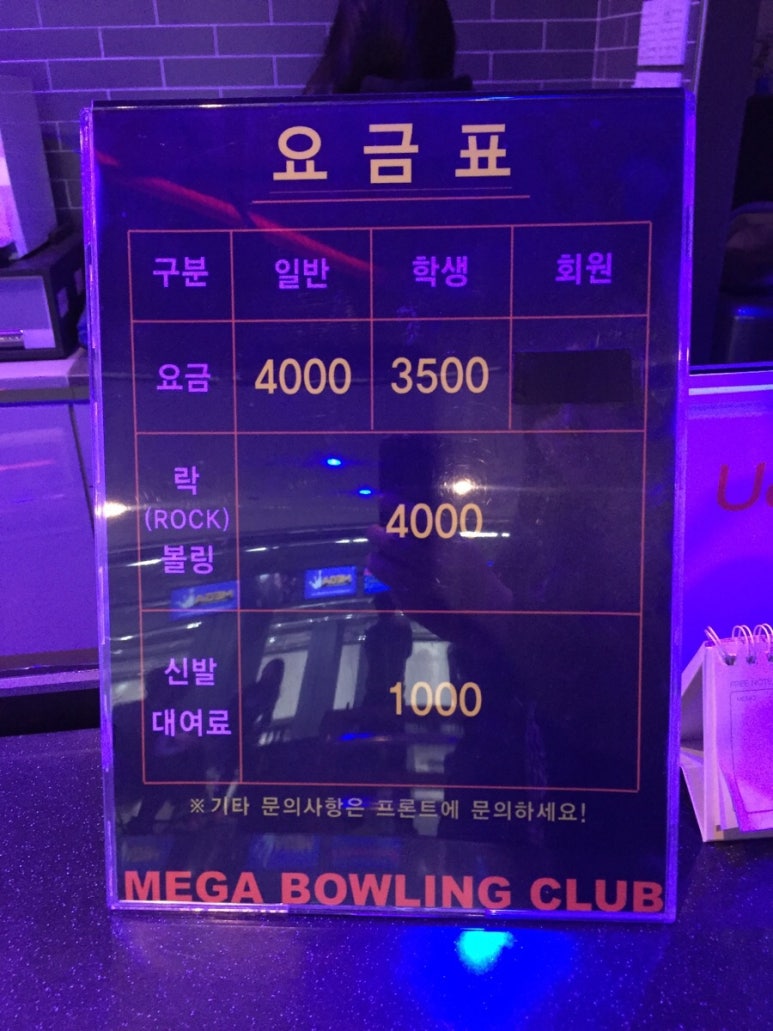 요금표
구분 일반 학생 회원
요금 4000 3500
락
(ROCK)
볼링
4000
신발
대여료
1000
※기타 문의사항은 프론트에 문의하세요!
MEGA BOWLING CLUB